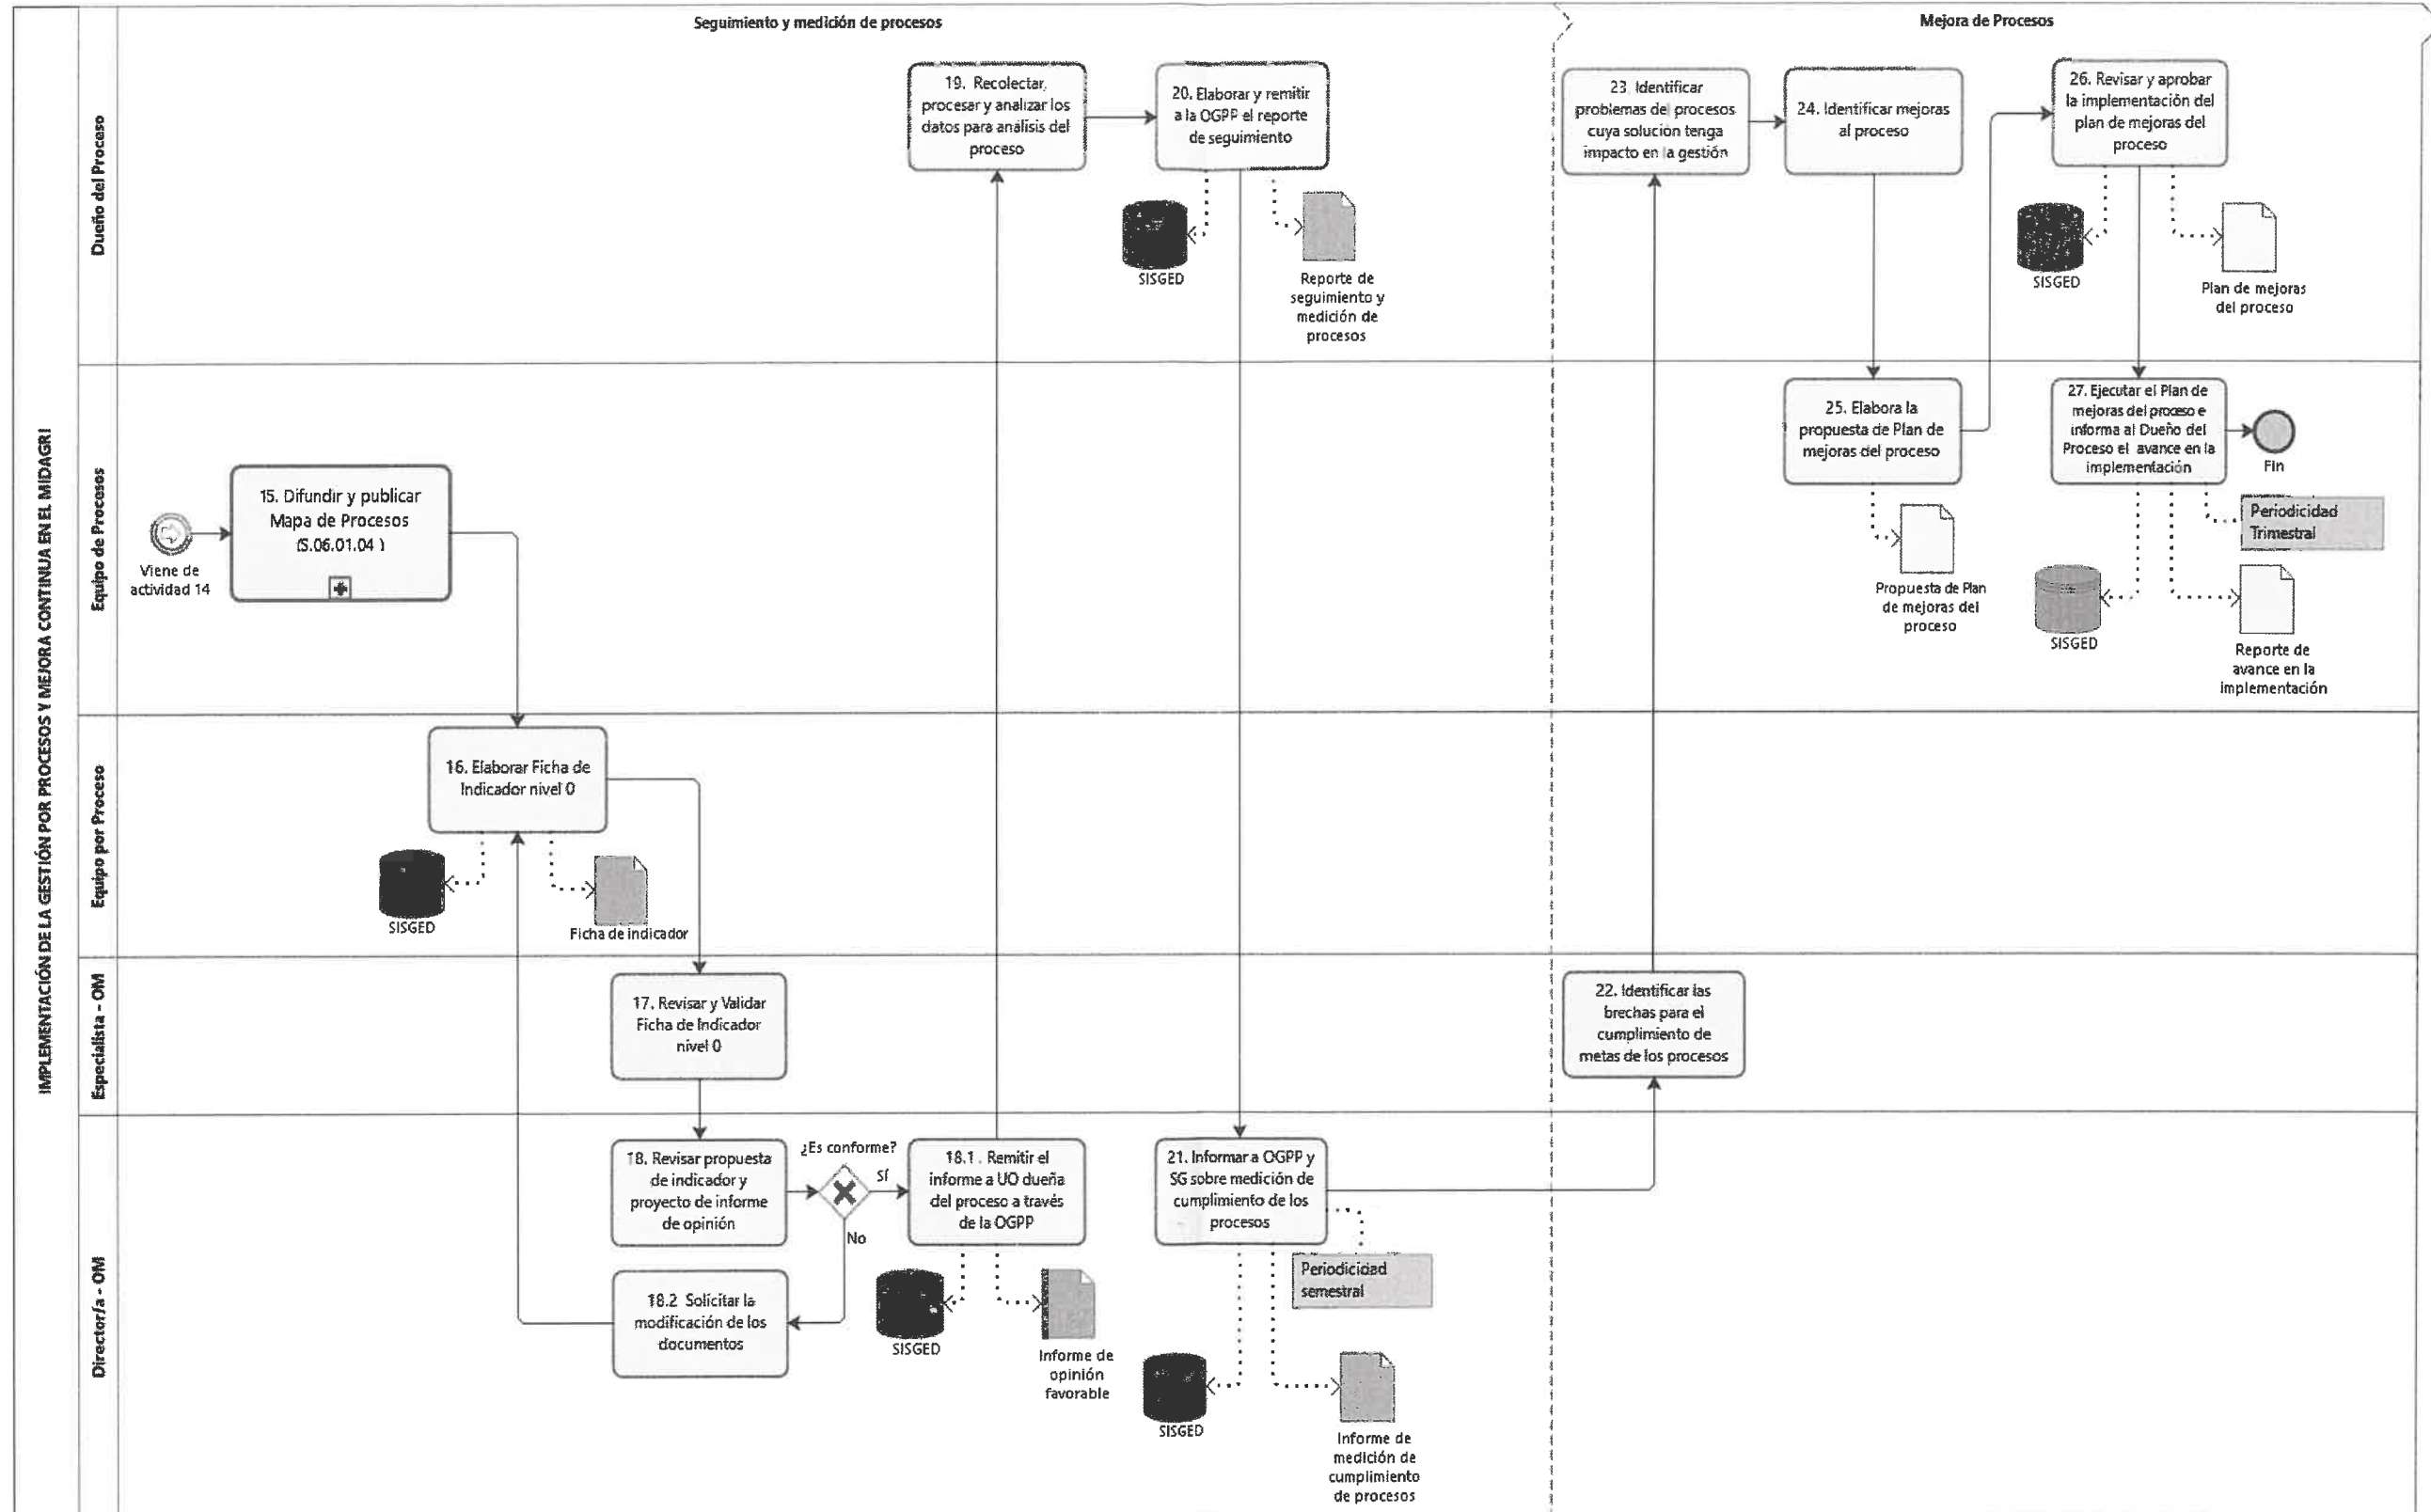 Seguimiento y medición de procesos
Mejora de Procesos
IMPLEMENTACIÓN DE LA GESTIÓN POR PROCESOS Y MEJORA CONTINUA EN EL MIDAGRI
Dueño del Proceso
19. Recolectar,
procesar y analizar los
datos para análisis del
proceso
20. Elaborar y remitir
a la OGPP el reporte
de seguimiento
SISGED
Reporte de
seguimiento y
medición de
procesos
23. Identificar
problemas del procesos
cuya solución tenga
impacto en la gestión
24. Identificar mejoras
al proceso
26. Revisar y aprobar
la implementación del
plan de mejoras del
proceso
SISGED
Plan de mejoras
del proceso
Equipo de Procesos
Viene de
actividad 14
15. Difundir y publicar
Mapa de Procesos
(S.06.01.04 )
25. Elabora la
propuesta de Plan de
mejoras del proceso
Propuesta de Plan
de mejoras del
proceso
27. Ejecutar el Plan de
mejoras del proceso e
informa al Dueño del
Proceso el avance en la
implementación
Fin
Periodicidad
Trimestral
SISGED
Reporte de
avance en la
implementación
Equipo por Proceso
16. Elaborar Ficha de
Indicador nivel 0
SISGED
Ficha de indicador
Especialista - OM
17. Revisar y Validar
Ficha de Indicador
nivel 0
22. Identificar las
brechas para el
cumplimiento de
metas de los procesos
Director/a - OM
18. Revisar propuesta
de indicador y
proyecto de informe
de opinión
¿Es conforme?
SÍ
No
18.1 . Remitir el
informe a UO dueña
del proceso a través
de la OGPP
18.2 Solicitar la
modificación de los
documentos
SISGED
Informe de
opinión
favorable
21. Informar a OGPP y
SG sobre medición de
cumplimiento de los
procesos
Periodicidad
semestral
SISGED
Informe de
medición de
cumplimiento
de procesos